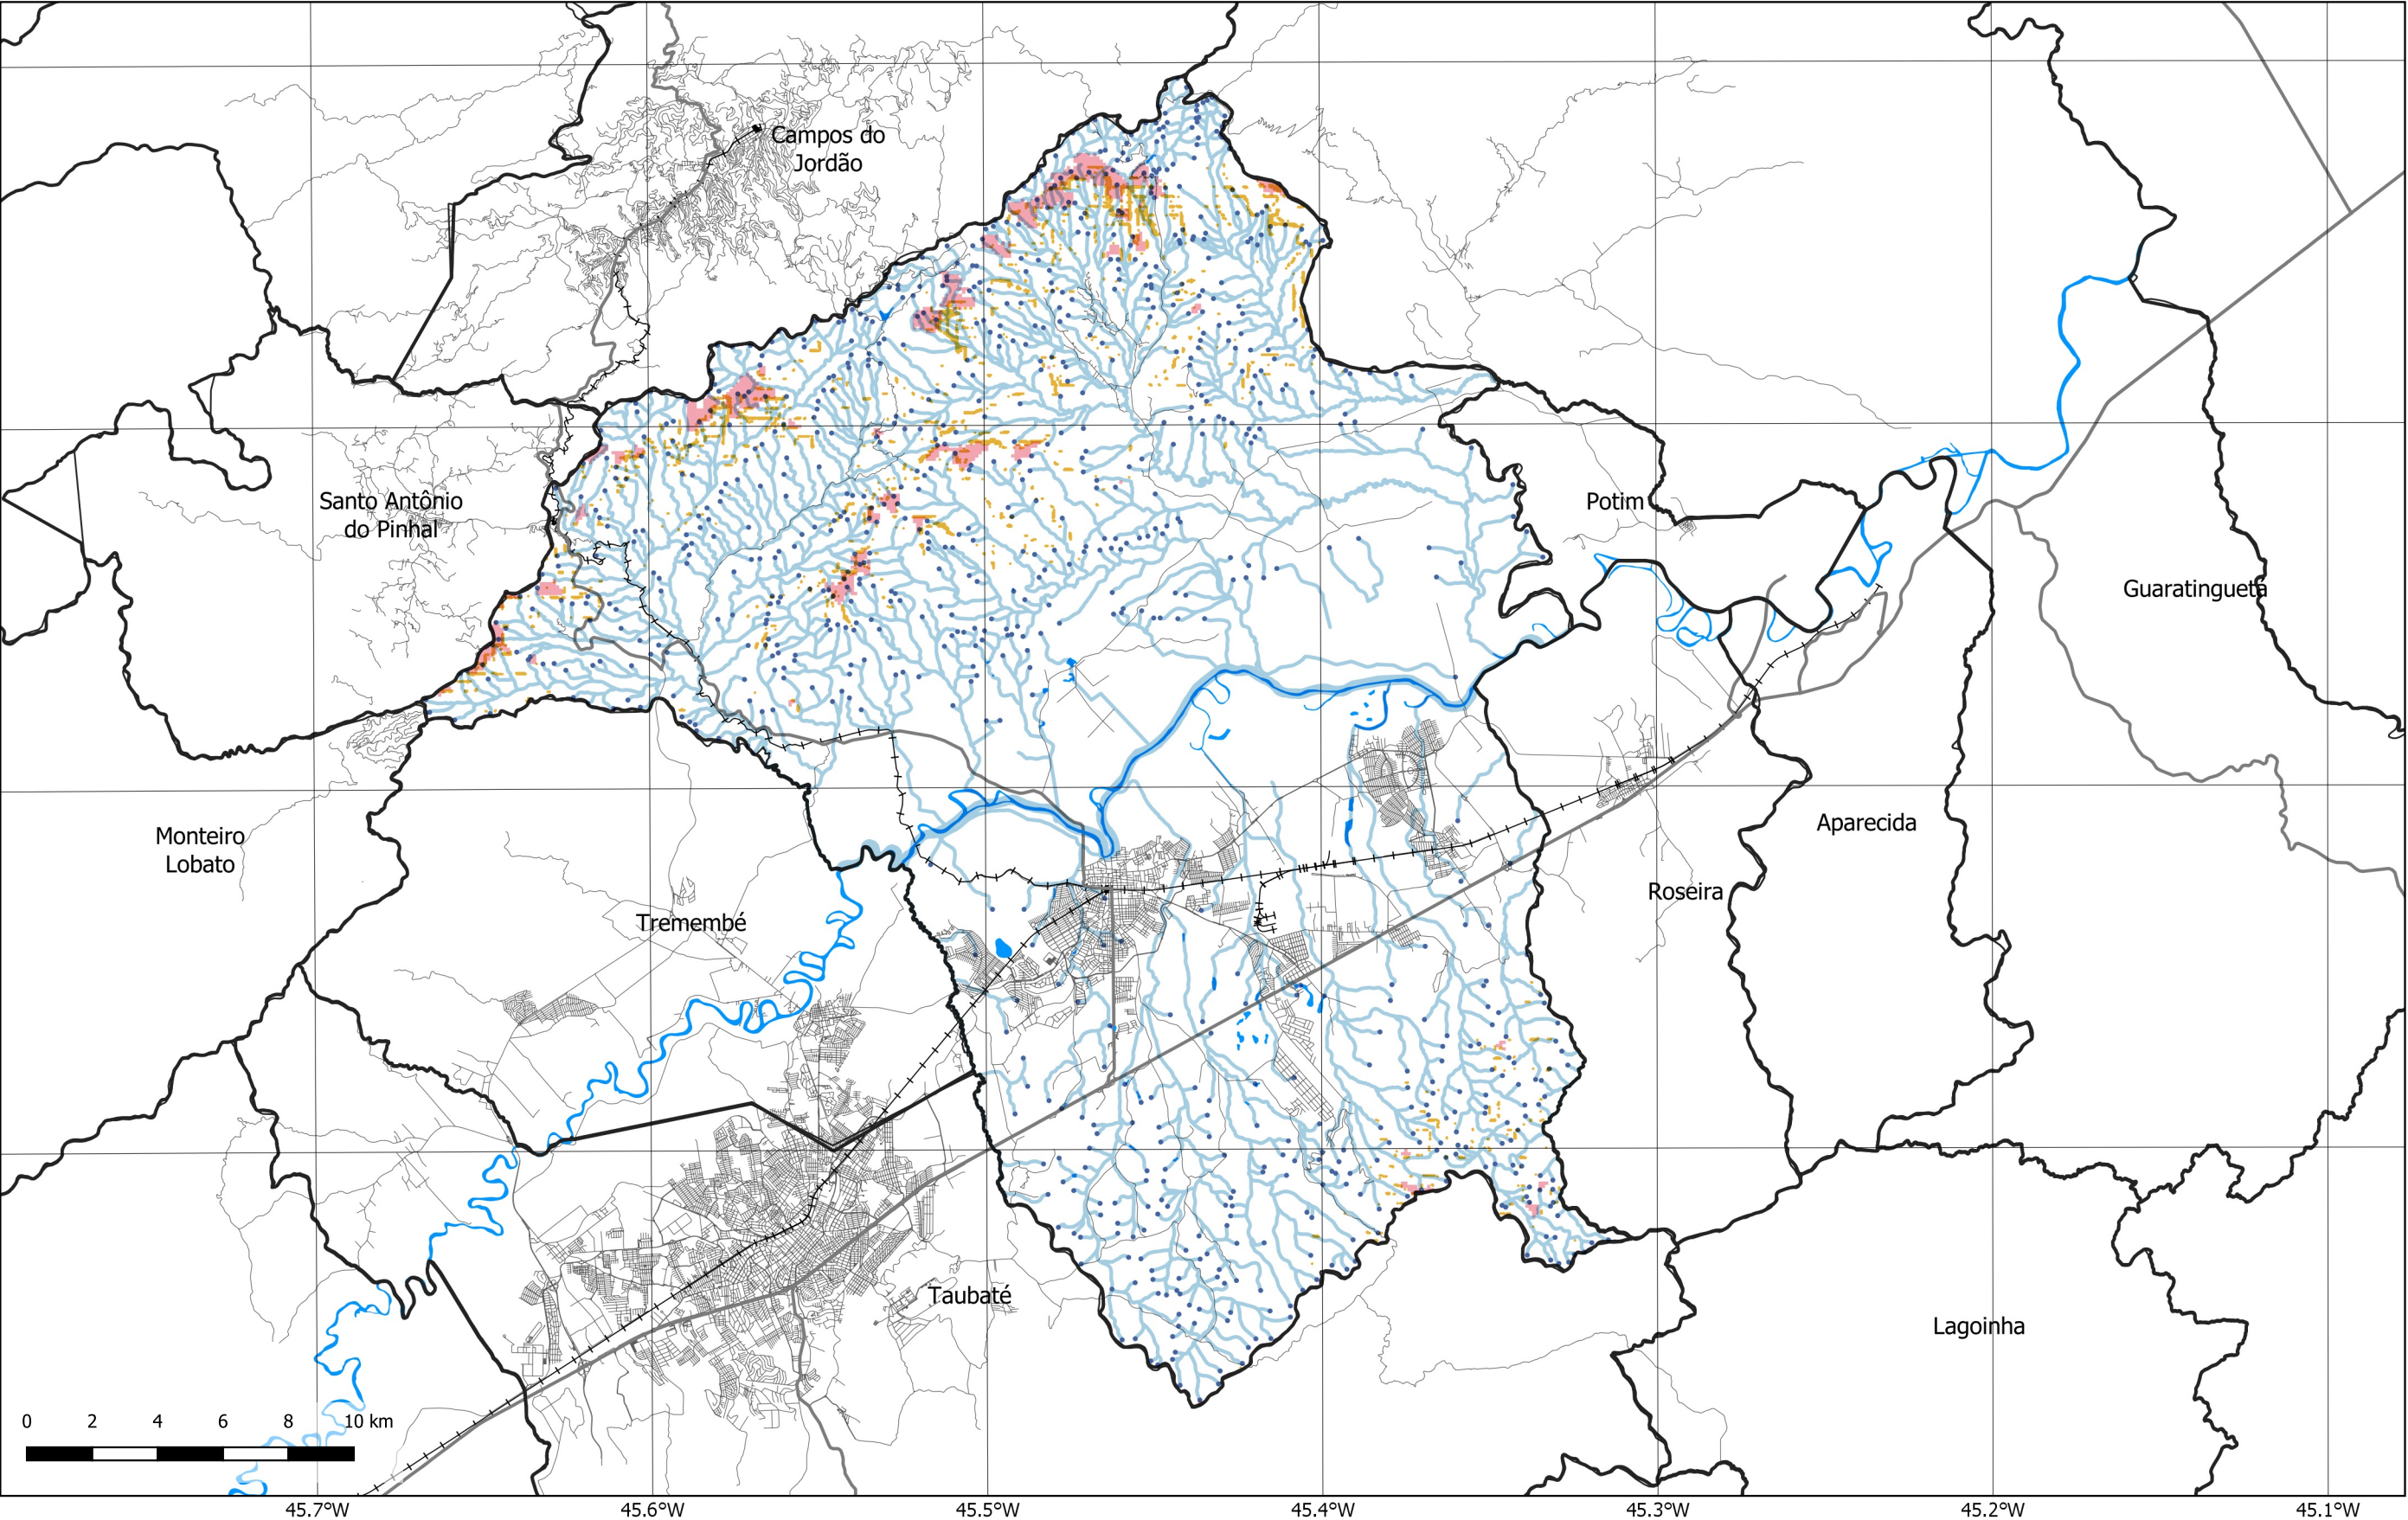 Campos do
Jordão
Santo Antônio
do Pinhal
Potim
Guaratinguetá
Monteiro
Lobato
Aparecida
Roseira
Tremembé
Taubaté
Lagoinha
0 2 4 6 8 10 km
45.7°W 45.6°W 45.5°W 45.4°W 45.3°W 45.2°W 45.1°W